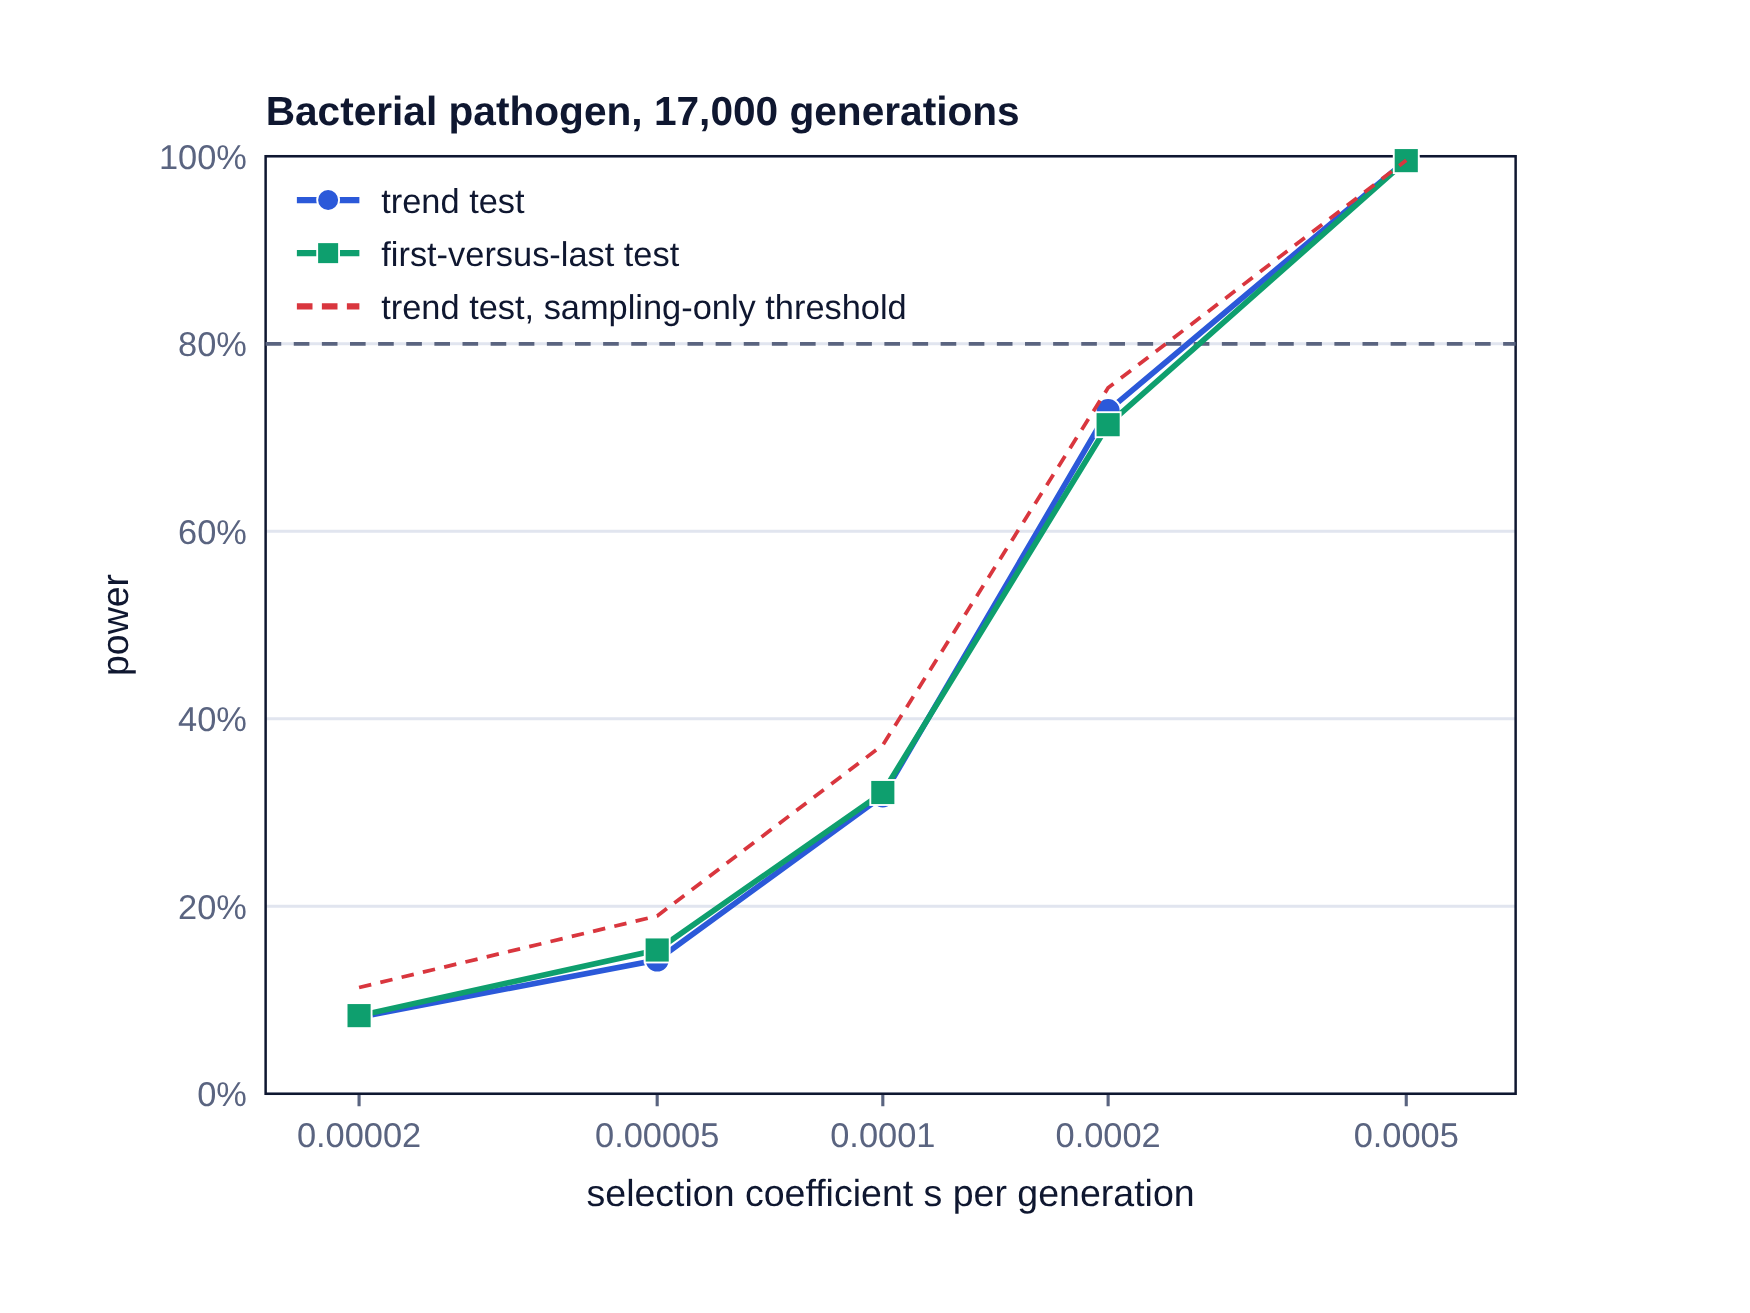 Bacterial pathogen, 17,000 generations
100%
80%
60%
40%
20%
0%
power
trend test
first-versus-last test
trend test, sampling-only threshold
0.00002 0.00005 0.0001 0.0002 0.0005
selection coefficient s per generation